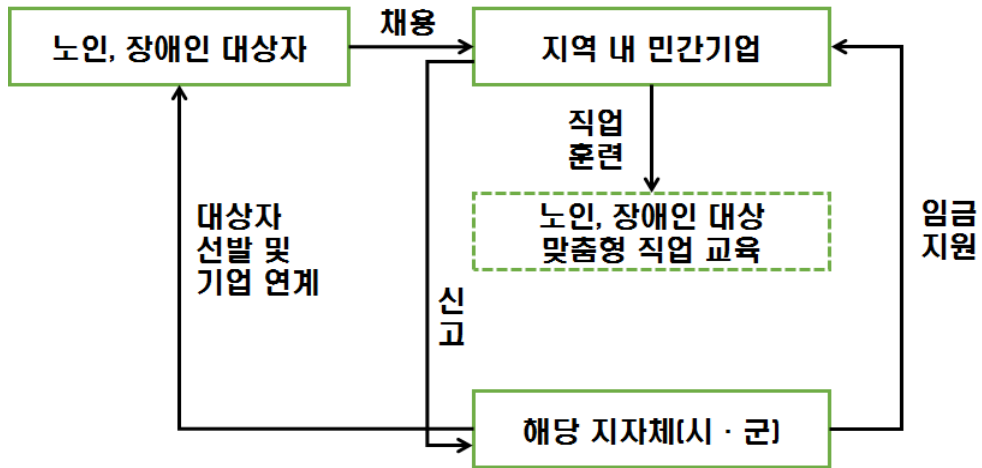 노인, 장애인 대상자
채용
지역 내 민간기업
직업
훈련
노인, 장애인 대상
맞춤형 직업 교육
임금
지원
대상자
선발 및
기업 연계
신
고
해당 지자체(시 · 군)